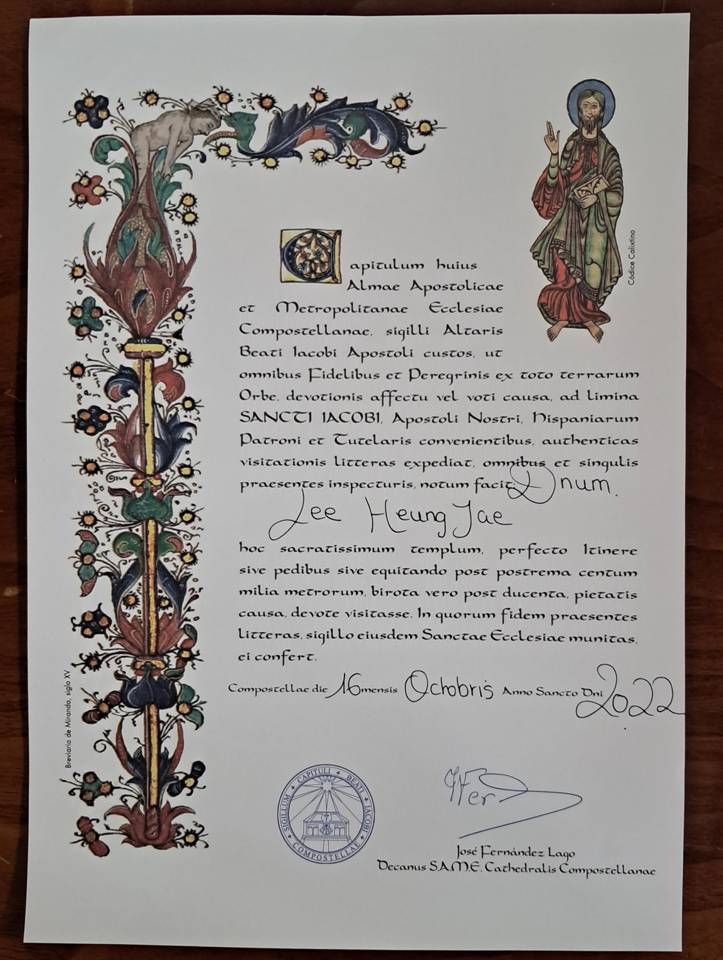 Capitulum huius
Almae Apostolicae
et Metropolitanae Ecclesiae
Compostellanae, sigilli Altaris
Beati Iacobi Apostoli custos, ut
omnibus Fidelibus et Peregrinis ex toto terrarum
Orbe, devotionis affectu vel voti causa, ad limina
SANCTI IACOBI, Apostoli Nostri, Hispaniarum
Patroni et Tutelaris convenientibus, authenticas
visitationis litteras expediat, omnibus et singulis
praesentes inspecturis, notum facit: Dnum.
Lee Heung Jae
hoc sacratissimum templum, perfecto Itinere
sive pedibus sive equitando post postrema centum
milia metrorum, birota vero post ducenta, pietatis
causa, devote visitasse. In quorum fidem praesentes
litteras, sigillo eiusdem Sanctae Ecclesiae munitas,
ei confert.
Compostellae die 16 mensis Octobris Anno Sancto Dni 2022
José Fernández Lago
Decanus S.A.M.E. Cathedralis Compostellanae
SIGILLUM CAPITULI BEATI IACOBI COMPOSTELLAE
Códice Calixtino
Breviario de Miranda, siglo XV